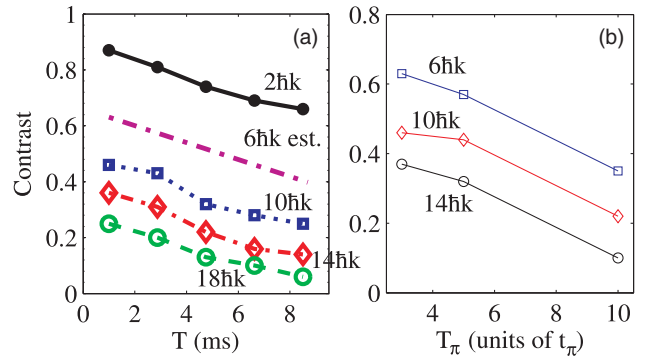 (a)
(b)
Contrast
1
0.8
0.6
0.4
0.2
0
0
2
4
6
8
T (ms)
2ħk
6ħk est.
10ħk
14ħk
18ħk
0.8
0.6
0.4
0.2
0
4
6
8
10
T_π (units of t_π)
6ħk
10ħk
14ħk